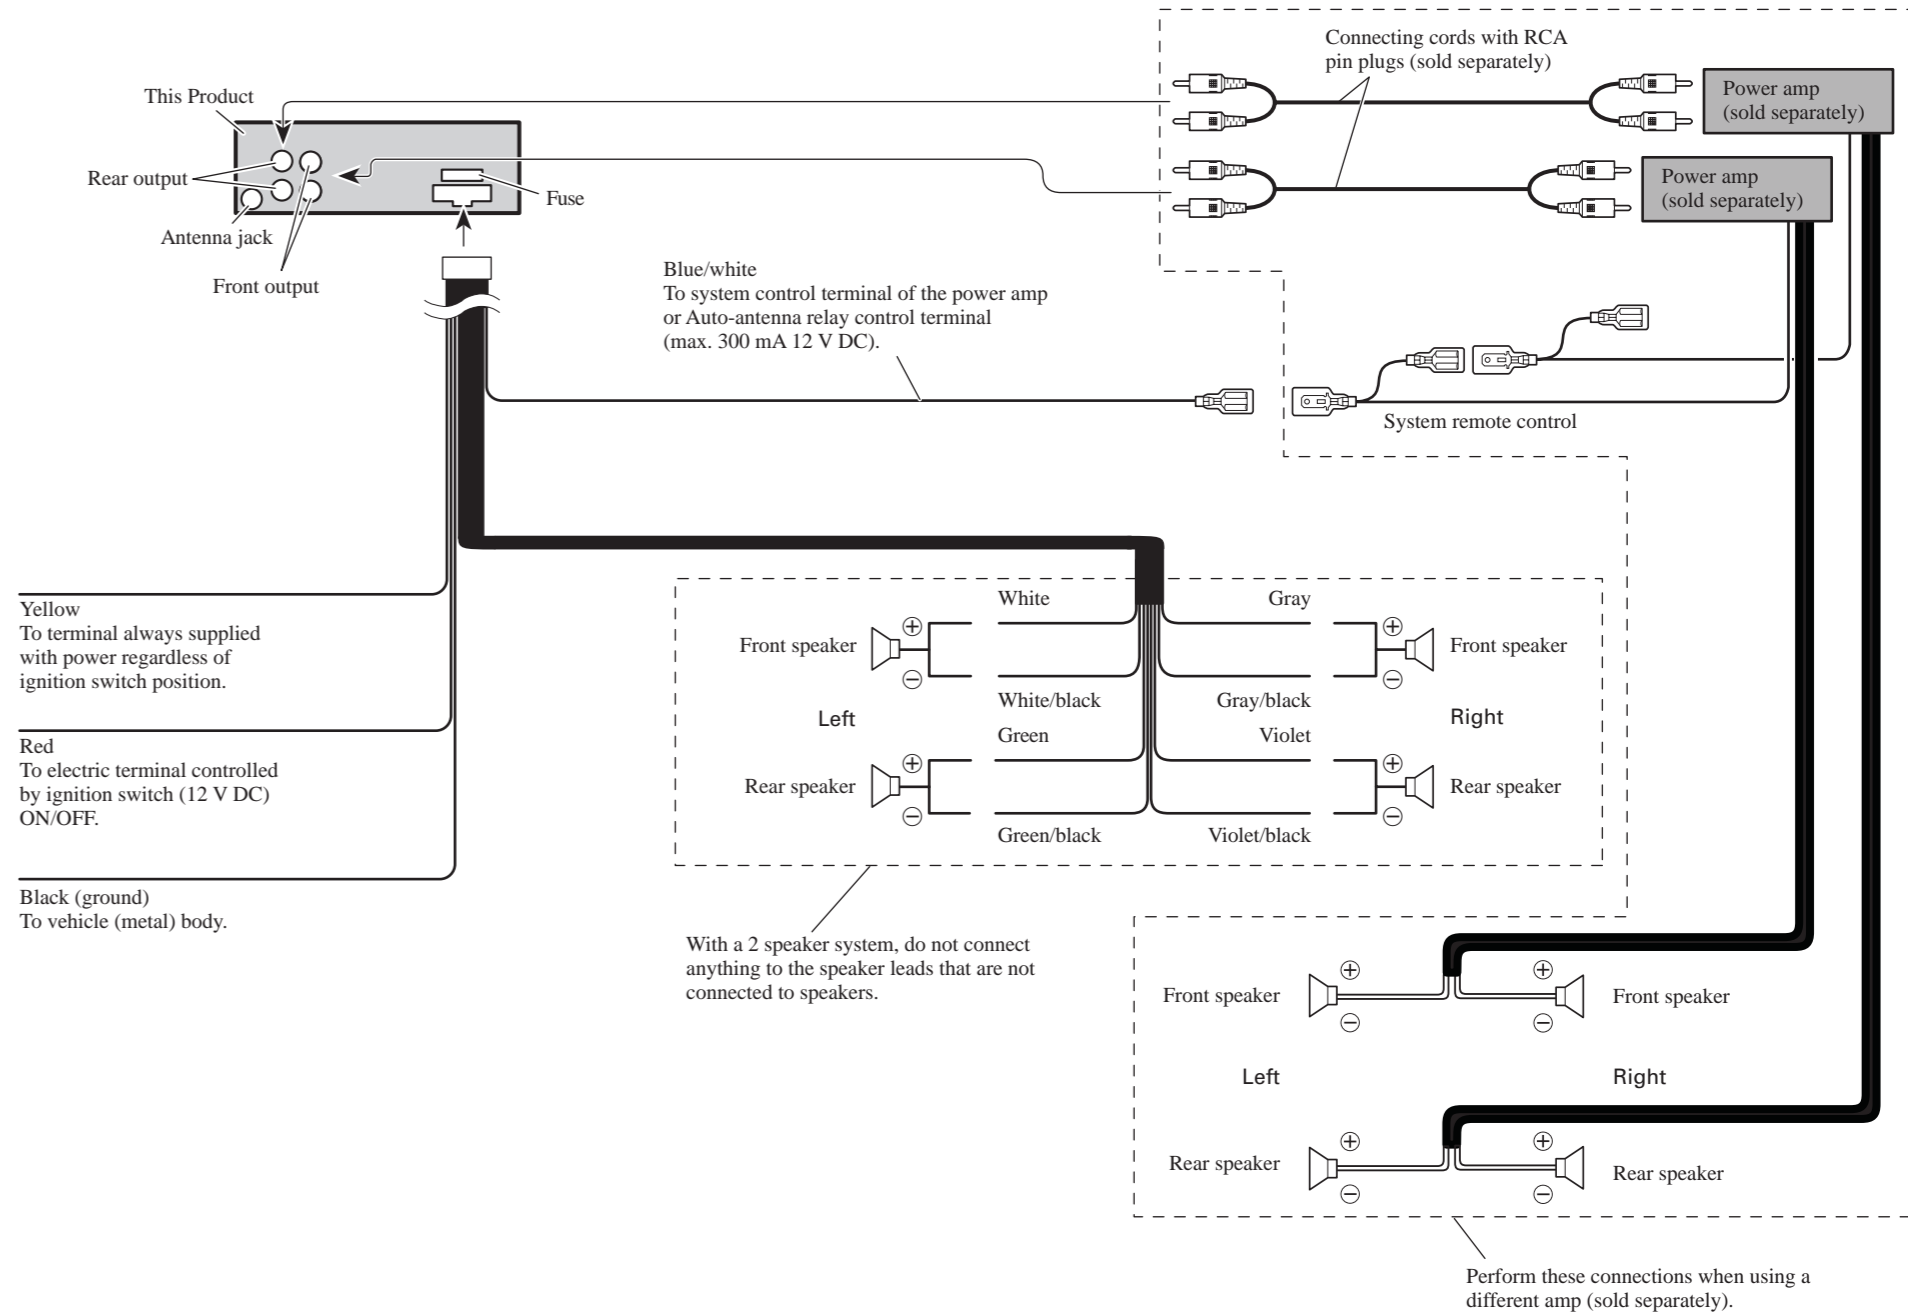 Connecting cords with RCA
pin plugs (sold separately)
Power amp
(sold separately)
This Product
Power amp
(sold separately)
Rear output
Fuse
Antenna jack
Front output
Blue/white
To system control terminal of the power amp
or Auto-antenna relay control terminal
(max. 300 mA 12 V DC).
System remote control
Yellow
To terminal always supplied
with power regardless of
ignition switch position.
Red
To electric terminal controlled
by ignition switch (12 V DC)
ON/OFF.
Black (ground)
To vehicle (metal) body.
White
Gray
Front speaker
+
+
Front speaker
−
−
White/black
Gray/black
Left
Right
Green
Violet
Rear speaker
+
+
Rear speaker
−
−
Green/black
Violet/black
With a 2 speaker system, do not connect
anything to the speaker leads that are not
connected to speakers.
Front speaker
+
+
Front speaker
−
−
Left
Right
Rear speaker
+
+
Rear speaker
−
−
Perform these connections when using a
different amp (sold separately).